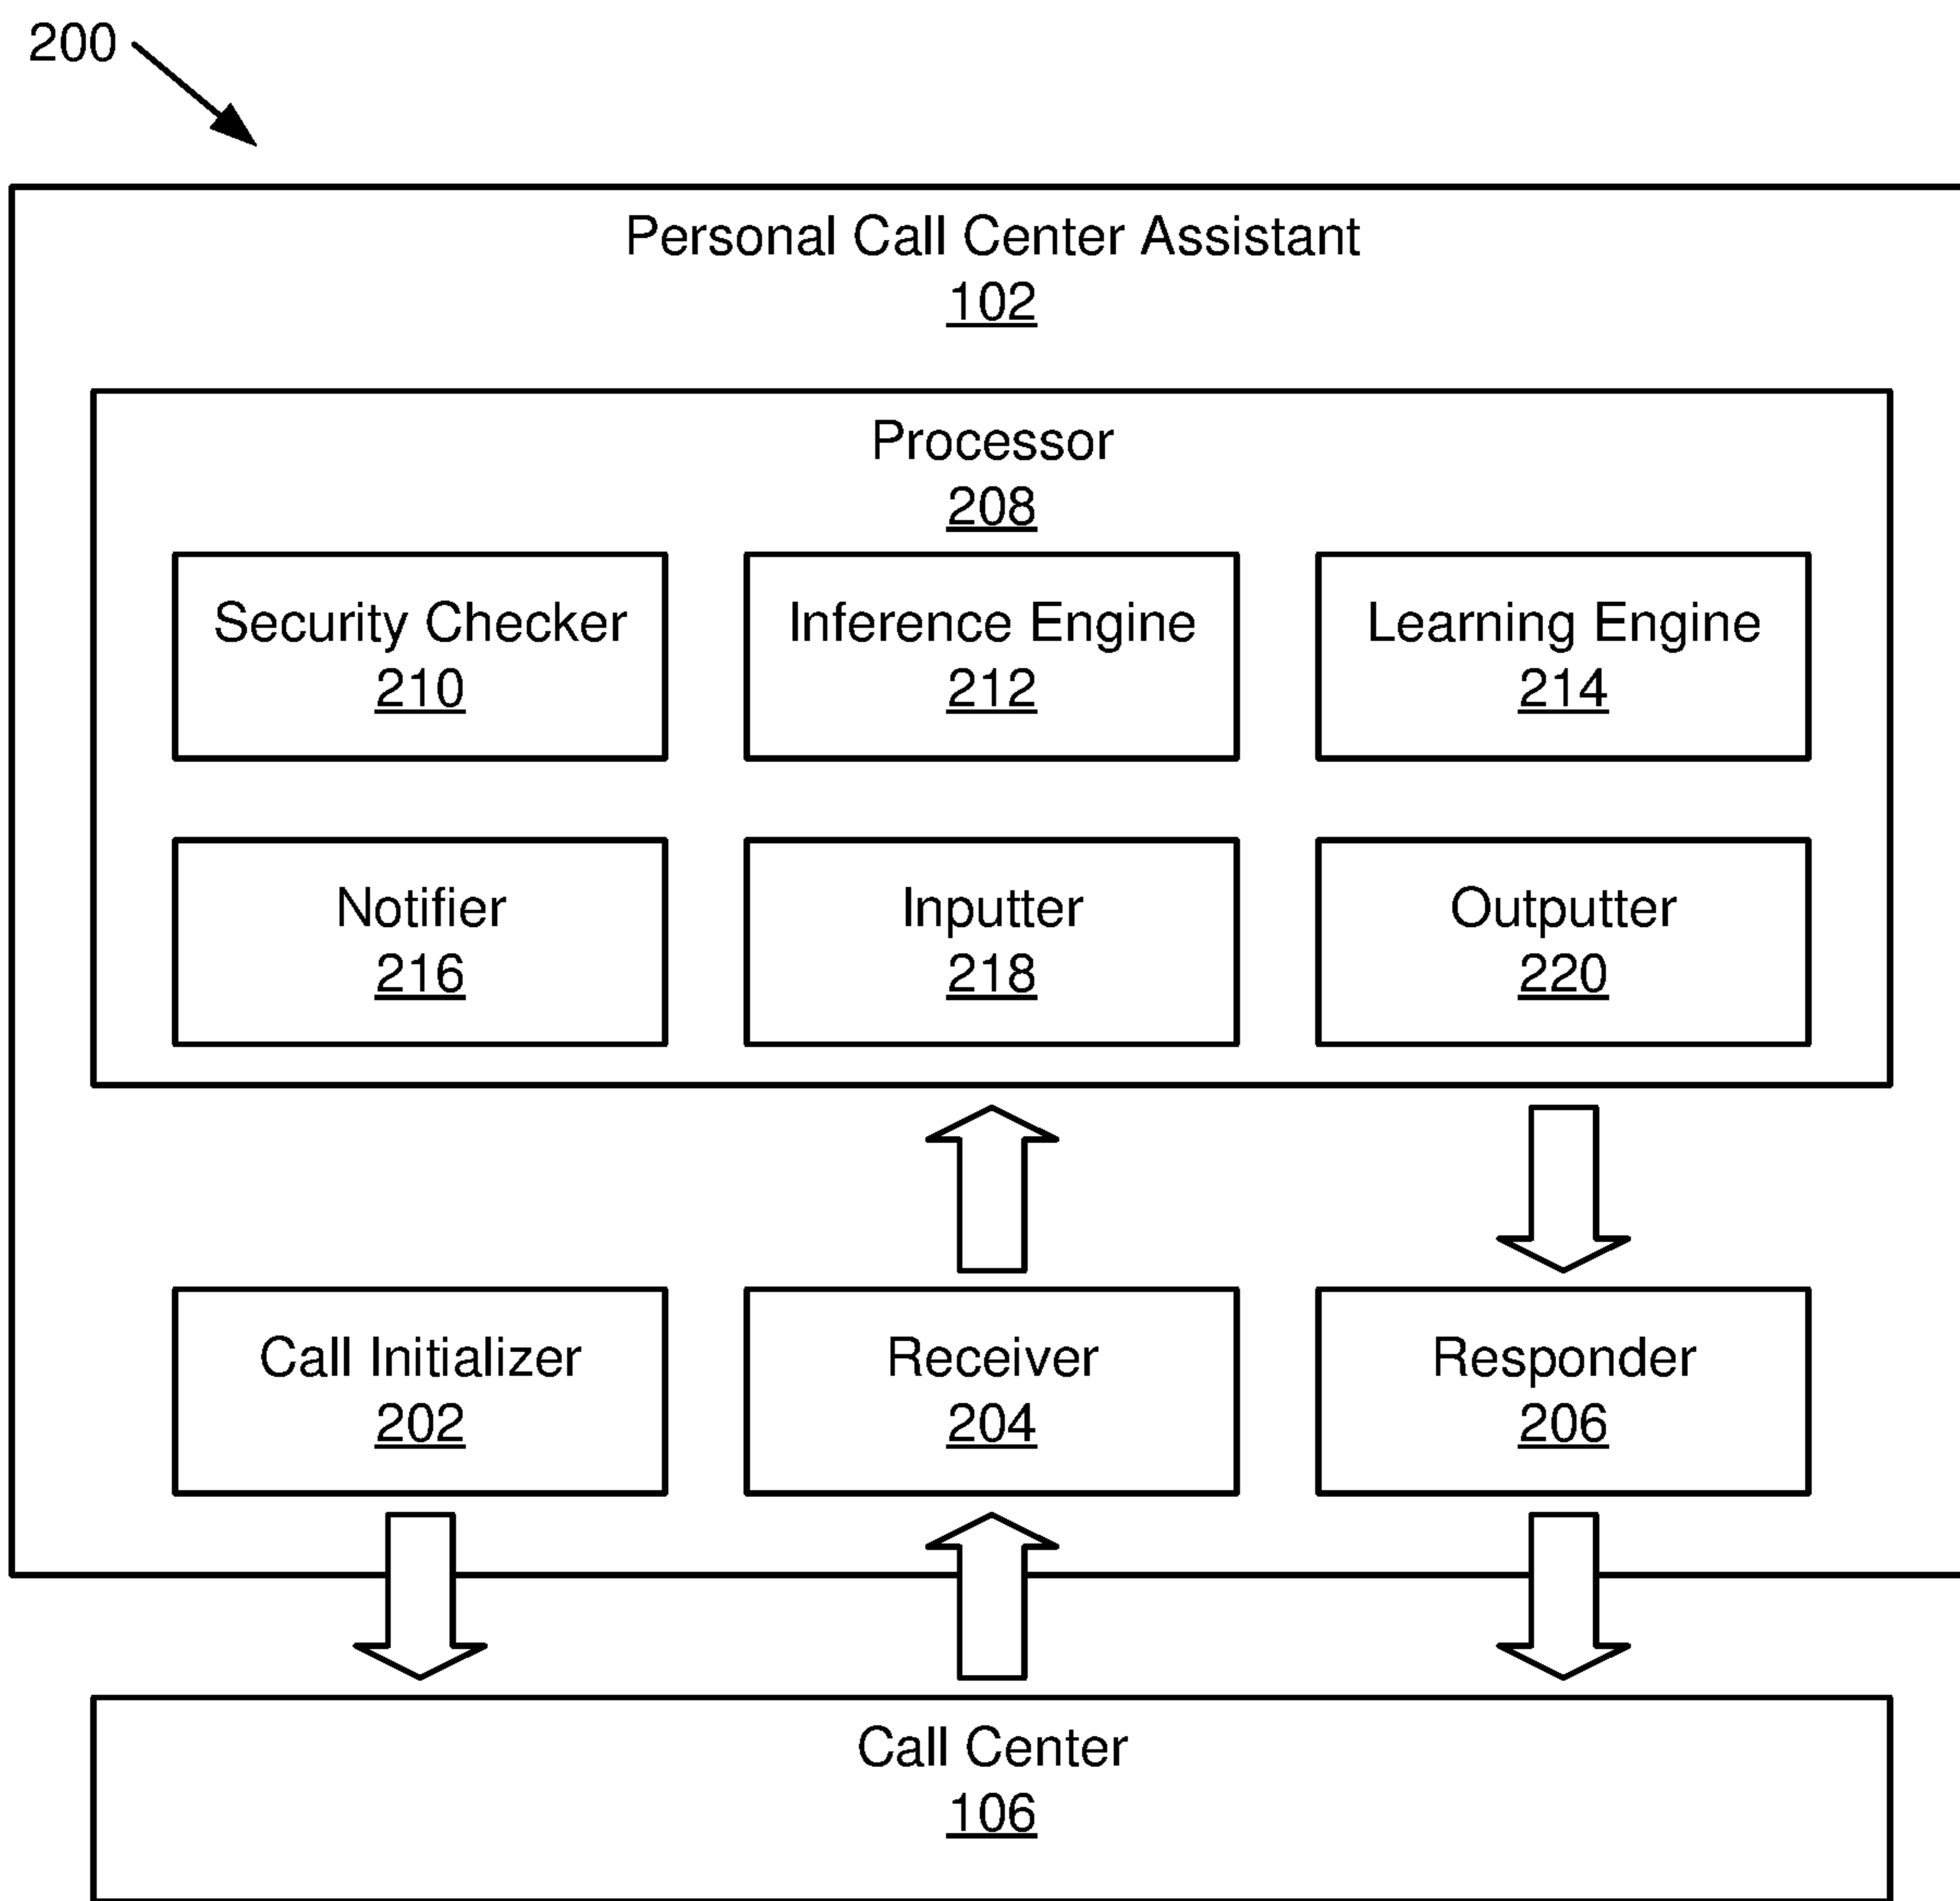 200
Personal Call Center Assistant
102
Processor
208
Security Checker
210
Inference Engine
212
Learning Engine
214
Notifier
216
Inputter
218
Outputter
220
Call Initializer
202
Receiver
204
Responder
206
Call Center
106